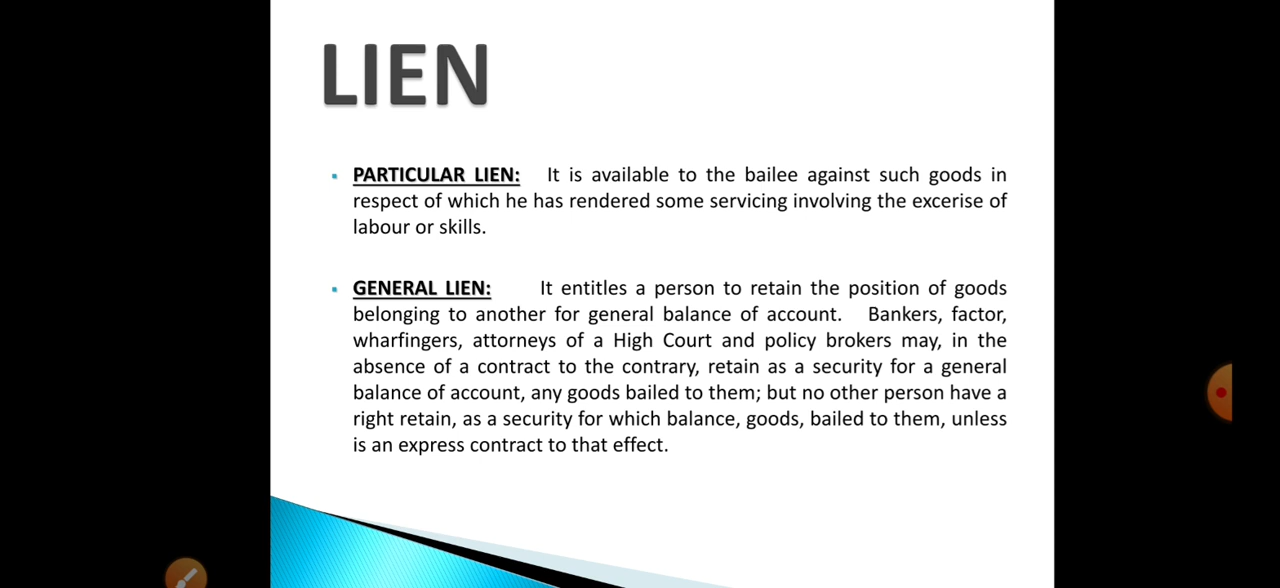 LIEN
PARTICULAR LIEN: It is available to the bailee against such goods in
respect of which he has rendered some servicing involving the excerise of
labour or skills.
GENERAL LIEN: It entitles a person to retain the position of goods
belonging to another for general balance of account. Bankers, factor,
wharfingers, attorneys of a High Court and policy brokers may, in the
absence of a contract to the contrary, retain as a security for a general
balance of account, any goods bailed to them; but no other person have a
right retain, as a security for which balance, goods, bailed to them, unless
is an express contract to that effect.